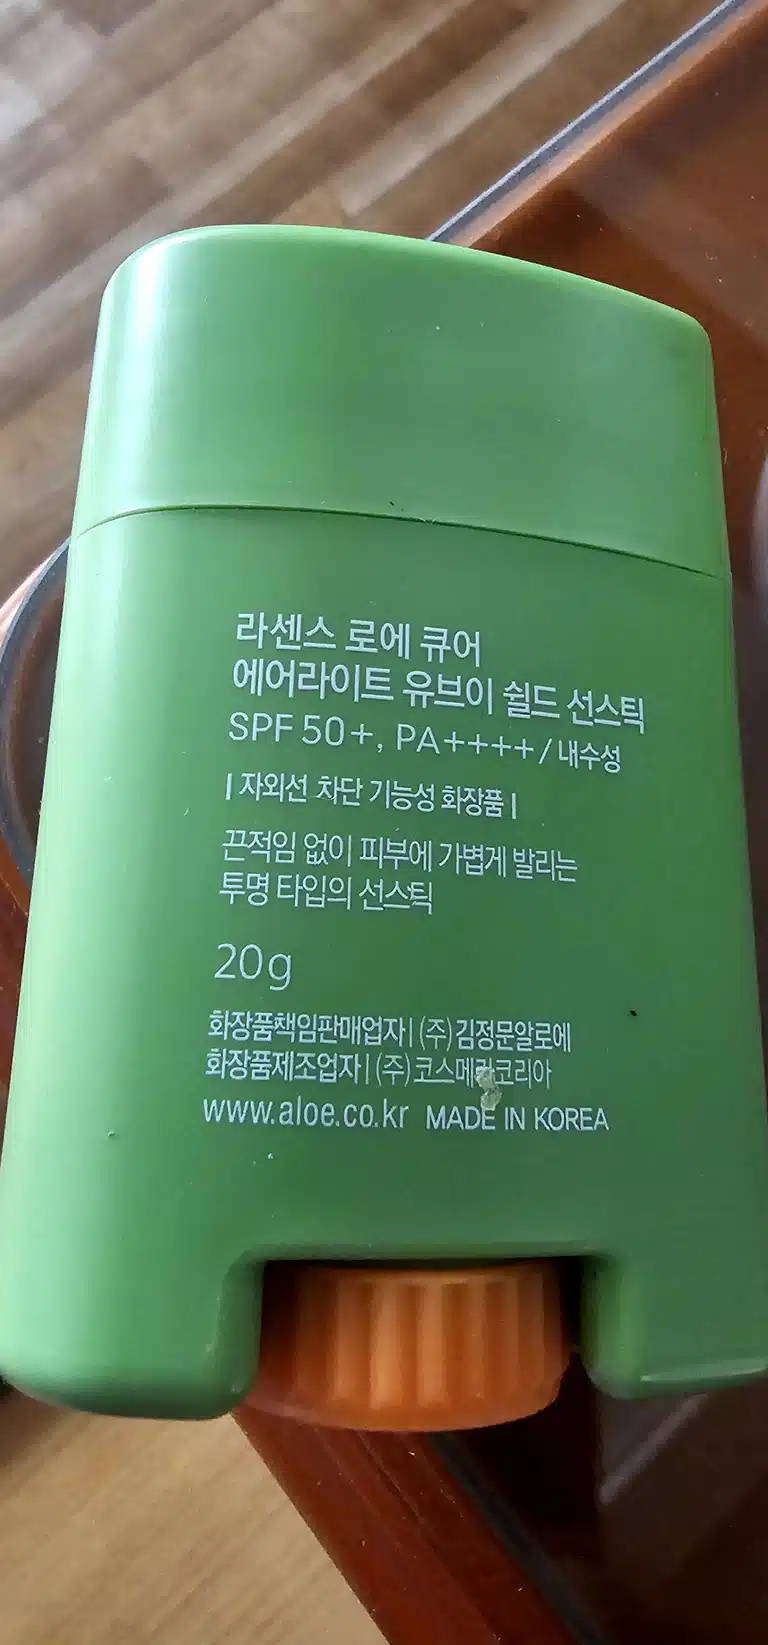 라센스 로에 큐어
에어라이트 유브이 쉴드 선스틱
SPF 50+, PA++++ / 내수성
| 자외선 차단 기능성 화장품 |
끈적임 없이 피부에 가볍게 발리는
투명 타입의 선스틱
20g
화장품책임판매업자 | (주)김정문알로에
화장품제조업자 | (주)코스메카코리아
www.aloe.co.kr MADE IN KOREA